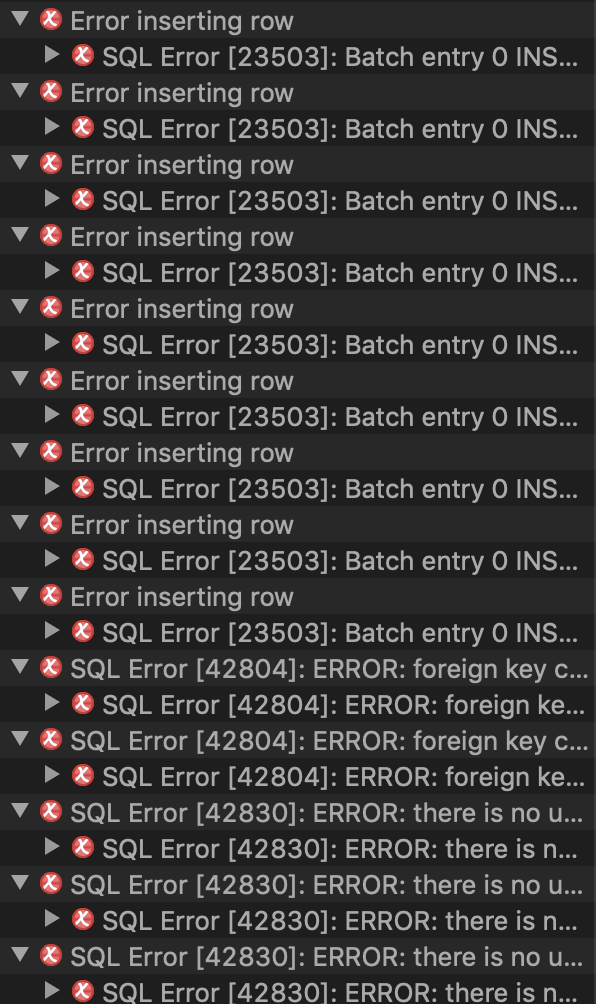 Error inserting row
SQL Error [23503]: Batch entry 0 INS...
Error inserting row
SQL Error [23503]: Batch entry 0 INS...
Error inserting row
SQL Error [23503]: Batch entry 0 INS...
Error inserting row
SQL Error [23503]: Batch entry 0 INS...
Error inserting row
SQL Error [23503]: Batch entry 0 INS...
Error inserting row
SQL Error [23503]: Batch entry 0 INS...
Error inserting row
SQL Error [23503]: Batch entry 0 INS...
Error inserting row
SQL Error [23503]: Batch entry 0 INS...
Error inserting row
SQL Error [23503]: Batch entry 0 INS...
SQL Error [42804]: ERROR: foreign key c...
SQL Error [42804]: ERROR: foreign ke...
SQL Error [42804]: ERROR: foreign key c...
SQL Error [42804]: ERROR: foreign ke...
SQL Error [42830]: ERROR: there is no u...
SQL Error [42830]: ERROR: there is n...
SQL Error [42830]: ERROR: there is no u...
SQL Error [42830]: ERROR: there is n...
SQL Error [42830]: ERROR: there is no u...
SQL Error [42830]: ERROR: there is n...